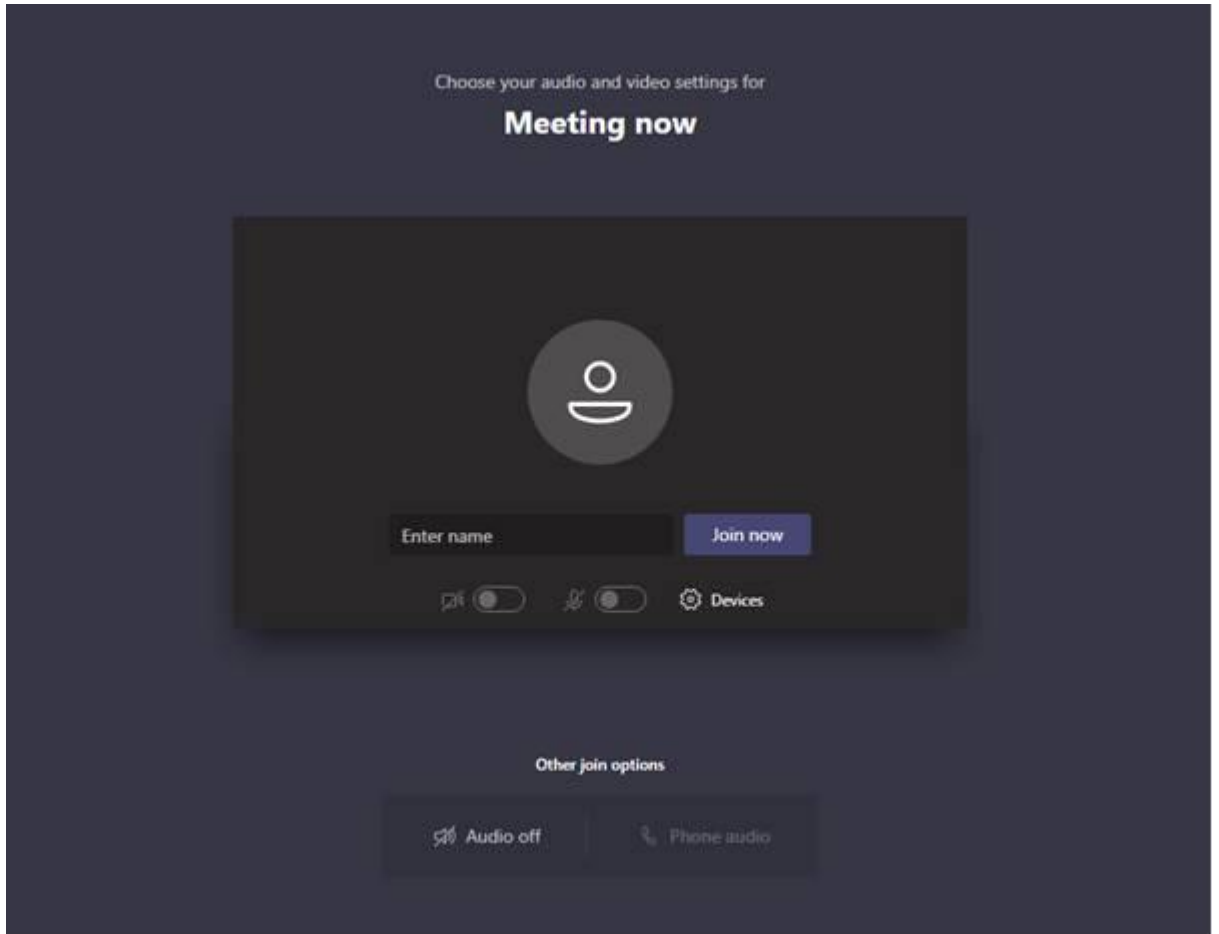 Choose your audio and video settings for
Meeting now
Enter name
Join now
Devices
Other join options
Audio off
Phone audio